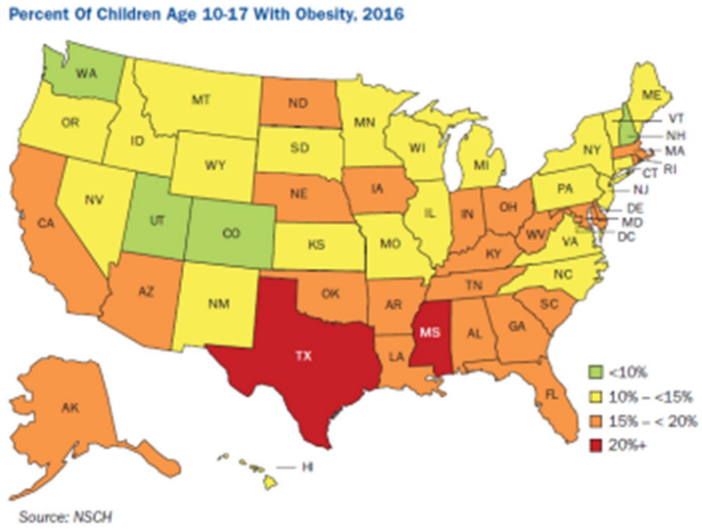 Percent Of Children Age 10-17 With Obesity, 2016
WA
MT
ND
MN
ME
VT
NH
MA
RI
CT
NJ
DE
MD
DC
OR
ID
SD
WI
MI
NY
WY
NE
IA
PA
NV
UT
CO
CA
KS
MO
IL
IN
OH
WV
VA
KY
NC
AZ
NM
OK
AR
TN
SC
TX
LA
MS
AL
GA
FL
AK
HI
<10%
10% – <15%
15% – < 20%
20%+
Source: NSCH